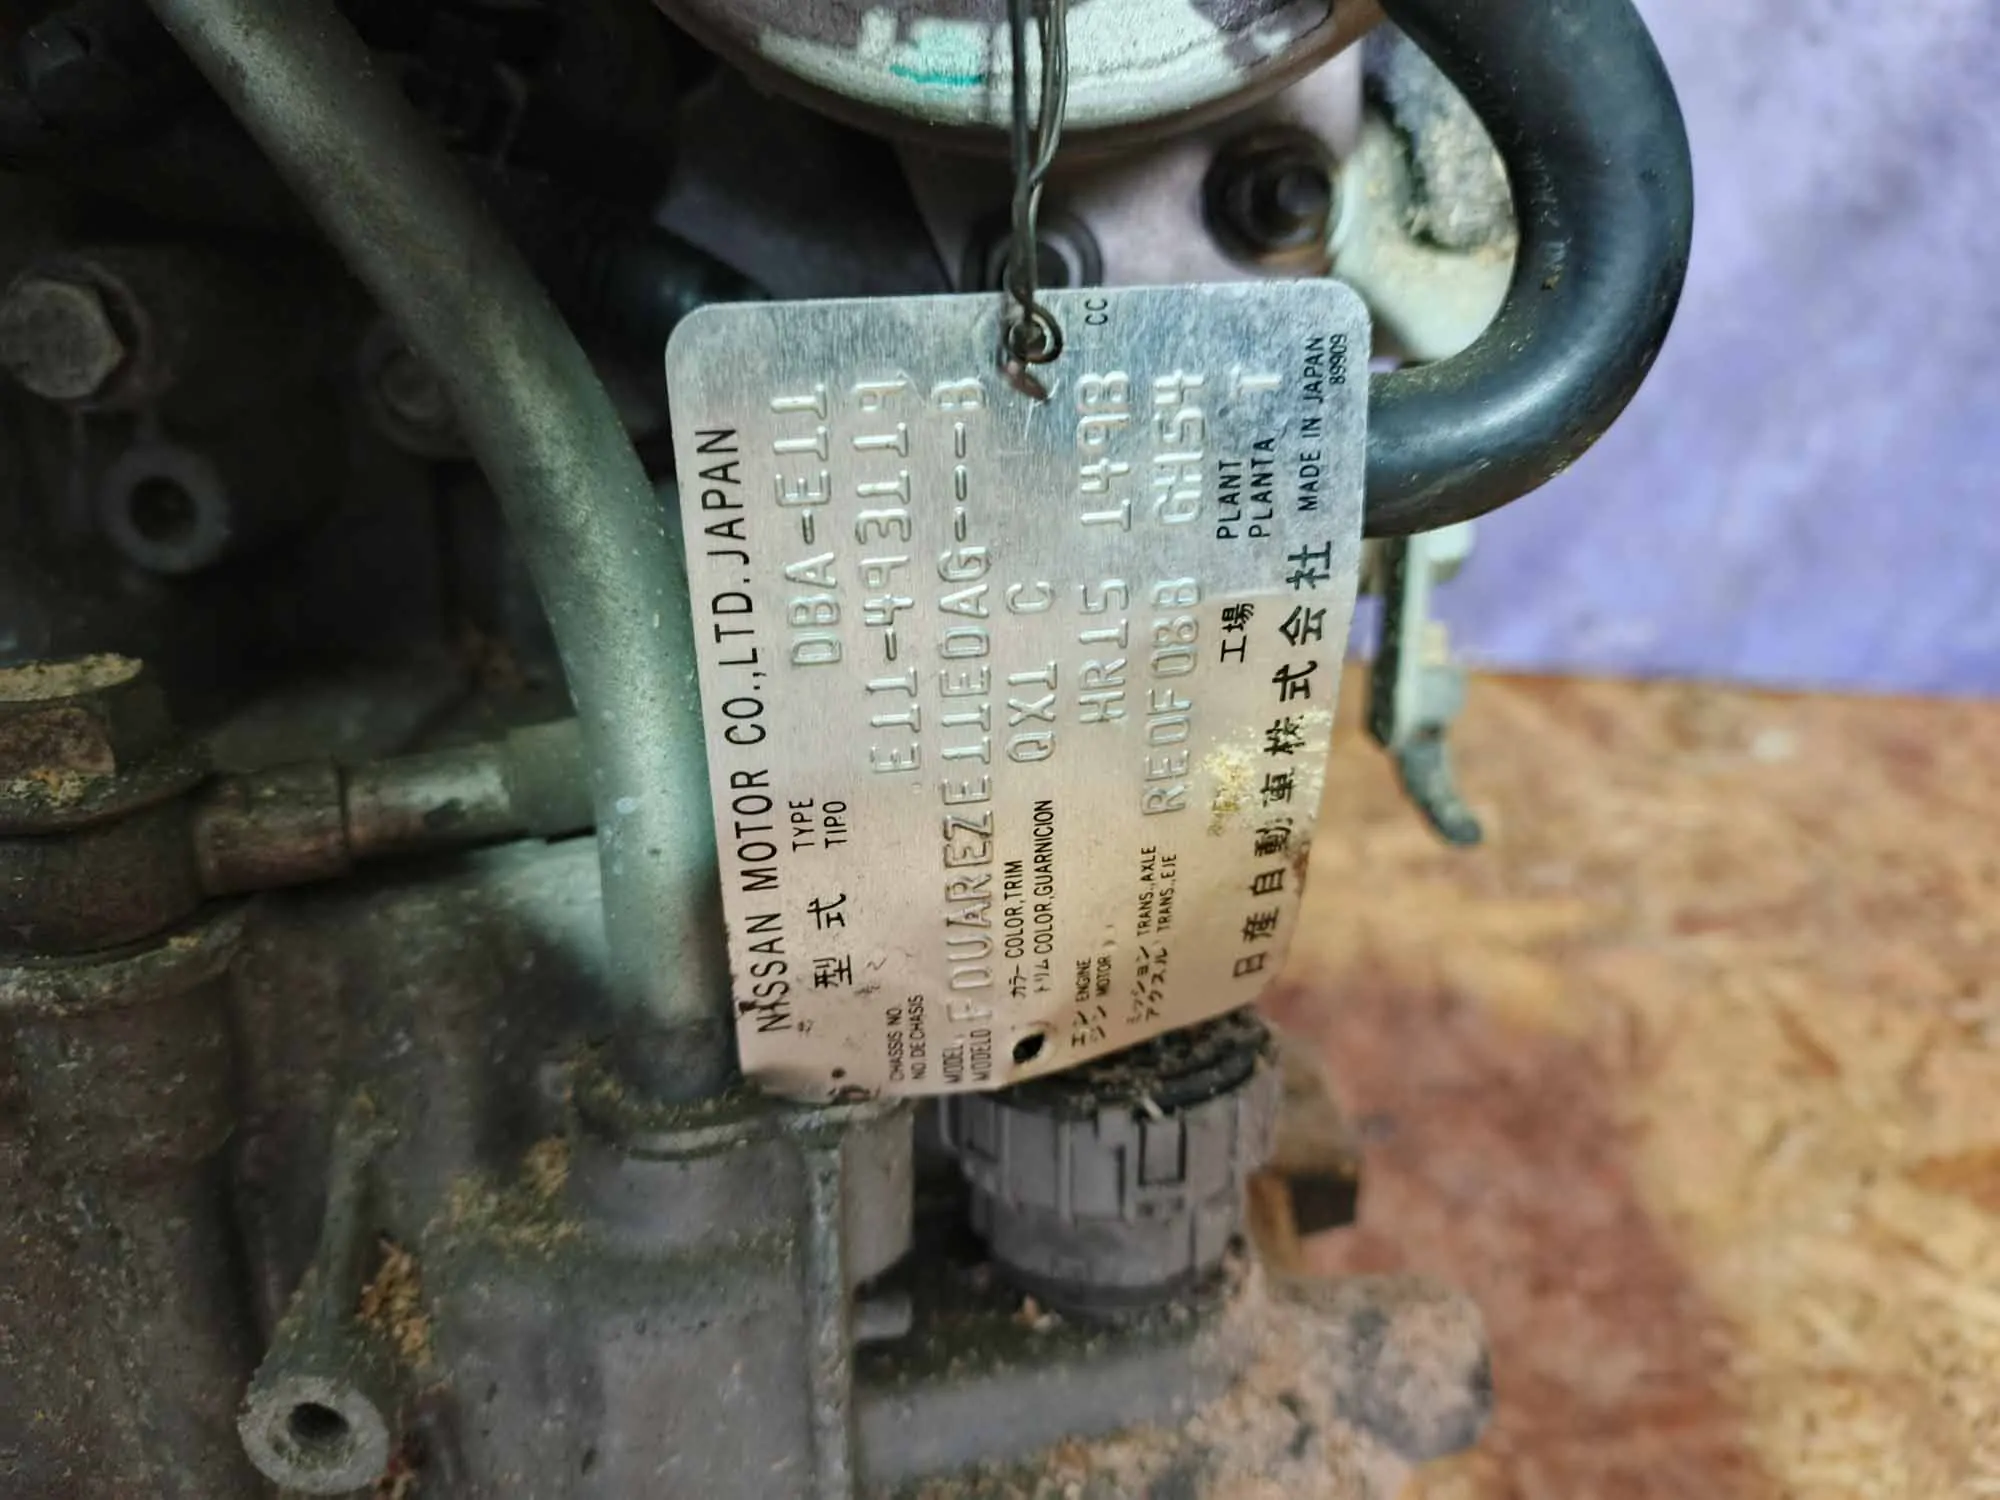 NISSAN MOTOR CO.,LTD.JAPAN
型式 TYPE TIPO DBA-E11
CHASSIS NO. NO. DE CHASIS E11-493119
MODEL MODELO FDUAREZE11EDAG---B
カラー COLOR,TRIM トリム COLOR,GUARNICION QX1 C
エンジン ENGINE MOTOR HR15 1498 CC
ミッション TRANS.,AXLE アクスル TRANS.,EJE RE0F08B GH54
工場 PLANT PLANTA T
日産自動車株式会社 MADE IN JAPAN
89909